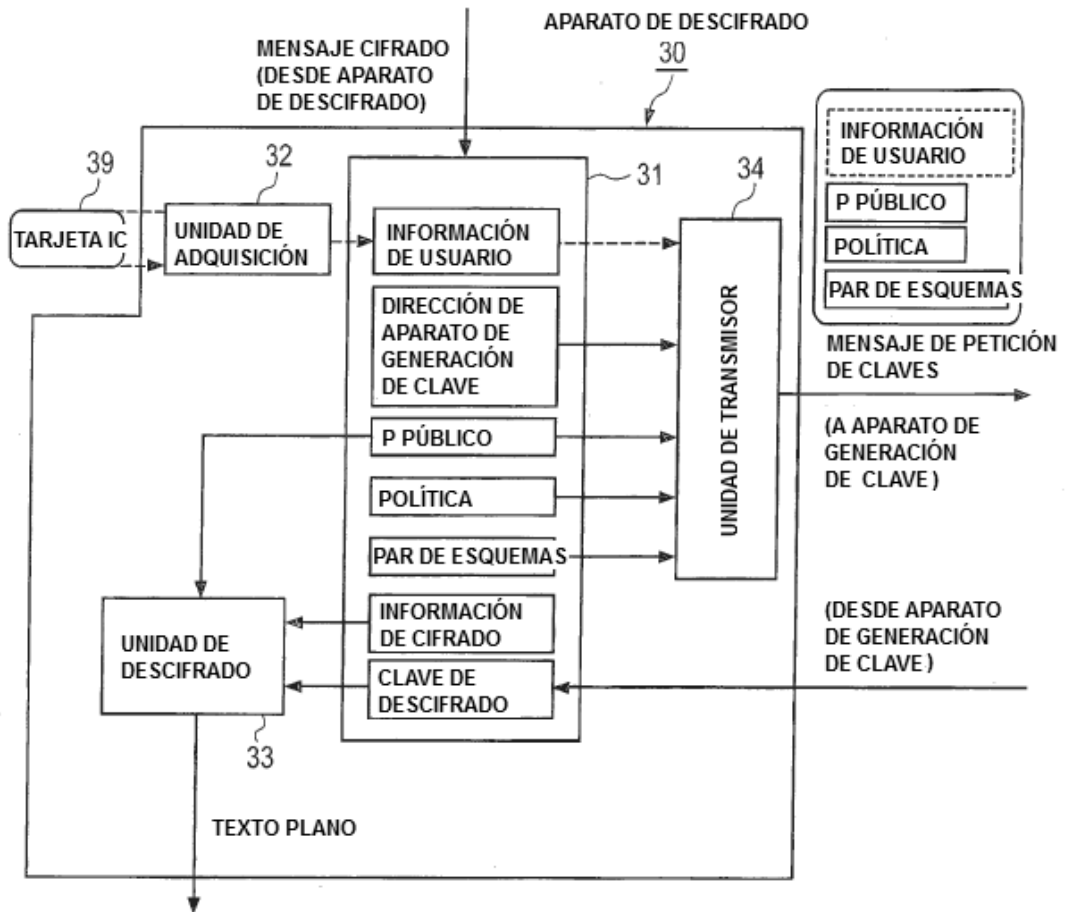 APARATO DE DESCIFRADO
30
MENSAJE CIFRADO
(DESDE APARATO
DE DESCIFRADO)
39
TARJETA IC
32
UNIDAD DE
ADQUISICIÓN
31
INFORMACIÓN
DE USUARIO
DIRECCIÓN DE
APARATO DE
GENERACIÓN
DE CLAVE
P PÚBLICO
POLÍTICA
PAR DE ESQUEMAS
INFORMACIÓN
DE CIFRADO
CLAVE DE
DESCIFRADO
34
UNIDAD DE TRANSMISOR
INFORMACIÓN
DE USUARIO
P PÚBLICO
POLÍTICA
PAR DE ESQUEMAS
MENSAJE DE PETICIÓN
DE CLAVES
(A APARATO DE
GENERACIÓN
DE CLAVE)
(DESDE APARATO
DE GENERACIÓN
DE CLAVE)
UNIDAD DE
DESCIFRADO
33
TEXTO PLANO